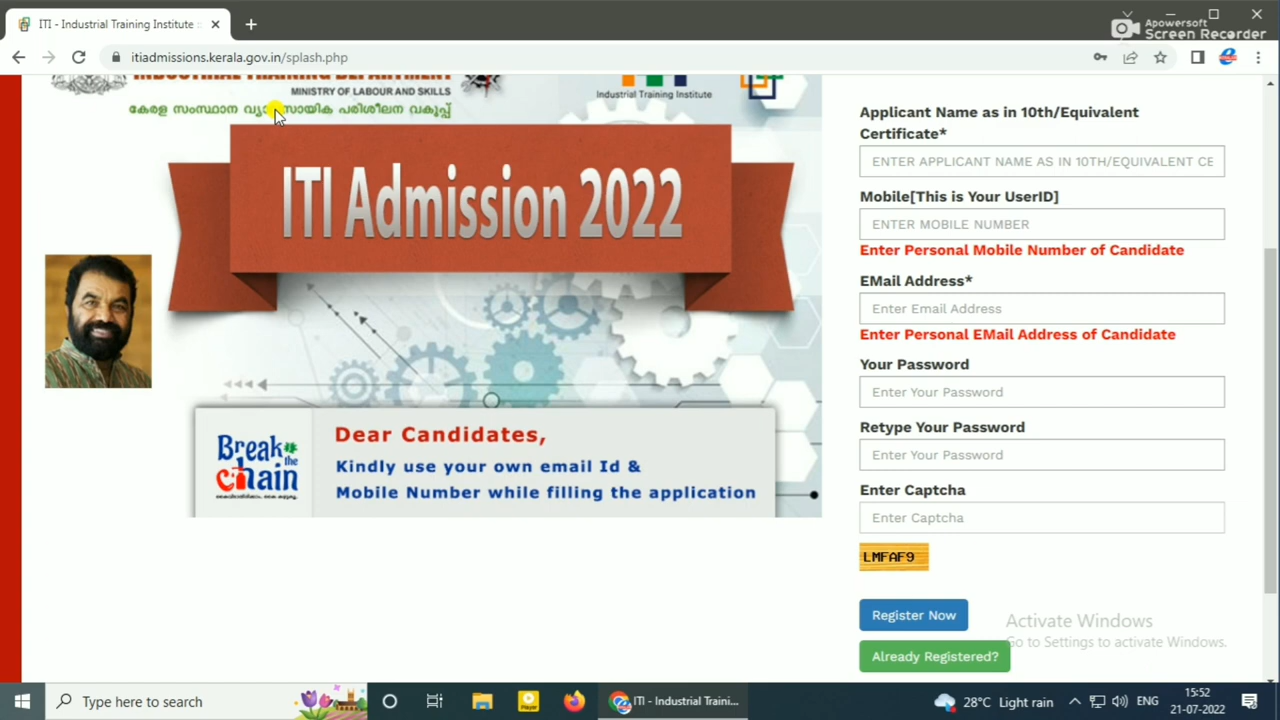 ITI - Industrial Training Institute ::
Apowersoft
Screen Recorder
itiadmissions.kerala.gov.in/splash.php
INDUSTRIAL TRAINING DEPARTMENT
MINISTRY OF LABOUR AND SKILLS
Industrial Training Institute
ITI Admission 2022
Break
the
chain
Dear Candidates,
Kindly use your own email Id &
Mobile Number while filling the application
Applicant Name as in 10th/Equivalent
Certificate*
ENTER APPLICANT NAME AS IN 10TH/EQUIVALENT CE
Mobile[This is Your UserID]
ENTER MOBILE NUMBER
Enter Personal Mobile Number of Candidate
EMail Address*
Enter Email Address
Enter Personal EMail Address of Candidate
Your Password
Enter Your Password
Retype Your Password
Enter Your Password
Enter Captcha
Enter Captcha
LMFAF9
Register Now
Already Registered?
Activate Windows
Go to Settings to activate Windows.
Type here to search
Player
ITI - Industrial Traini...
28°C Light rain
ENG
15:52
21-07-2022
കേരള സംസ്ഥാന പരിശീലന വകുപ്പ്